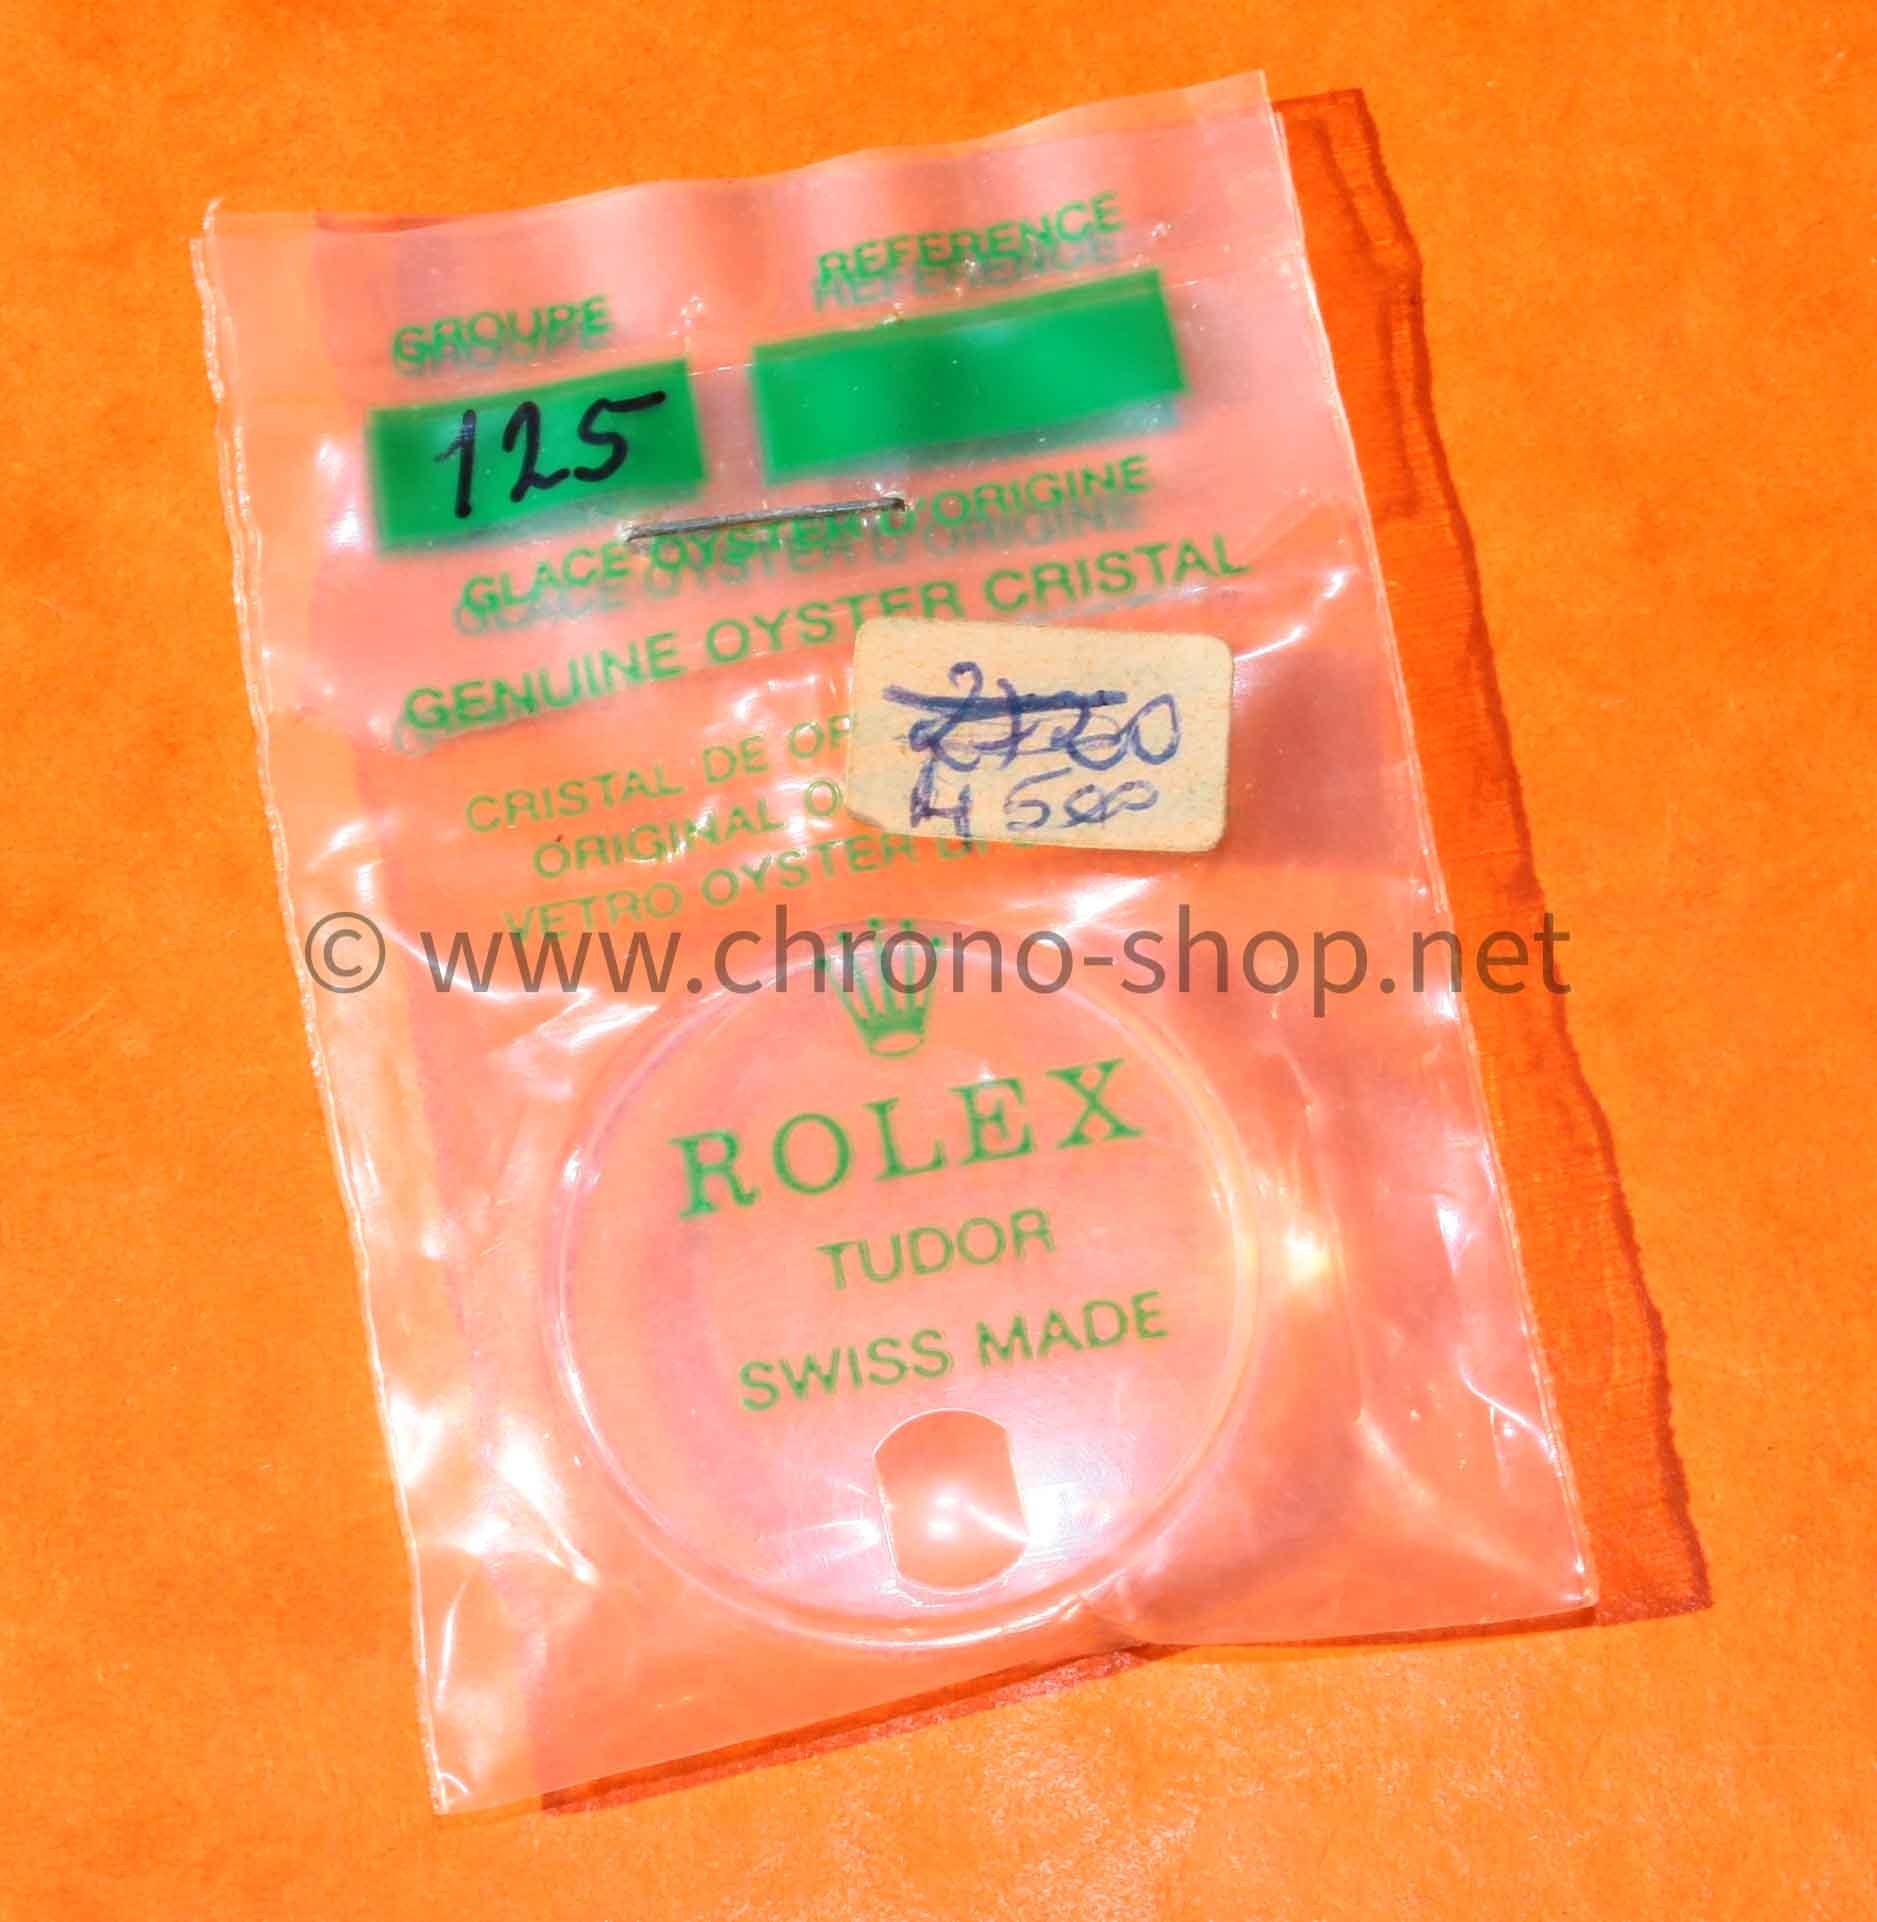 GROUPE REFERENCE
125
GLACE OYSTER D'ORIGINE
GENUINE OYSTER CRISTAL
CRISTAL DE
ORIGINAL
VETRO OYSTER
4500
© www.chrono-shop.net
ROLEX
TUDOR
SWISS MADE